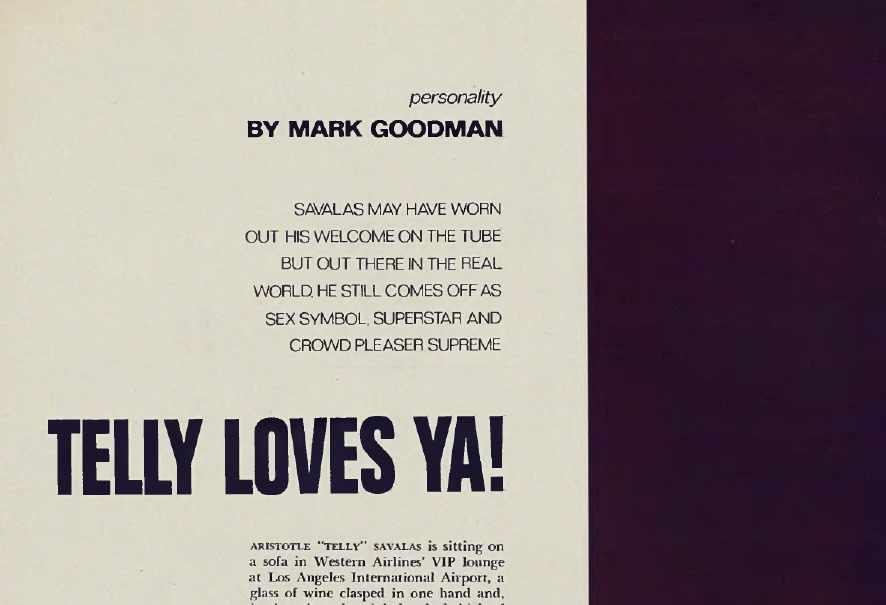 personality
BY MARK GOODMAN
SAVALAS MAY HAVE WORN
OUT HIS WELCOME ON THE TUBE
BUT OUT THERE IN THE REAL
WORLD, HE STILL COMES OFF AS
SEX SYMBOL, SUPERSTAR AND
CROWD PLEASER SUPREME
TELLY LOVES YA!
ARISTOTLE "TELLY" SAVALAS is sitting on
a sofa in Western Airlines' VIP lounge
at Los Angeles International Airport, a
glass of wine clasped in one hand and,